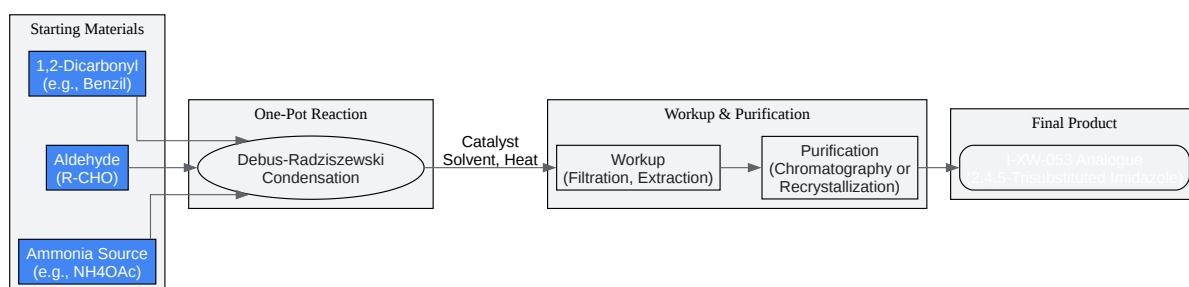 Starting Materials
1,2-Dicarbonyl
(e.g., Benzil)
Aldehyde
(R-CHO)
Ammonia Source
(e.g., NH4OAc)
One-Pot Reaction
Debus-Radziszewski
Condensation
Catalyst
Solvent, Heat
Workup & Purification
Workup
(Filtration, Extraction)
Purification
(Chromatography or
Recrystallization)
Final Product
I-XW-053 Analogue
(2,4,5-Trisubstituted Imidazole)